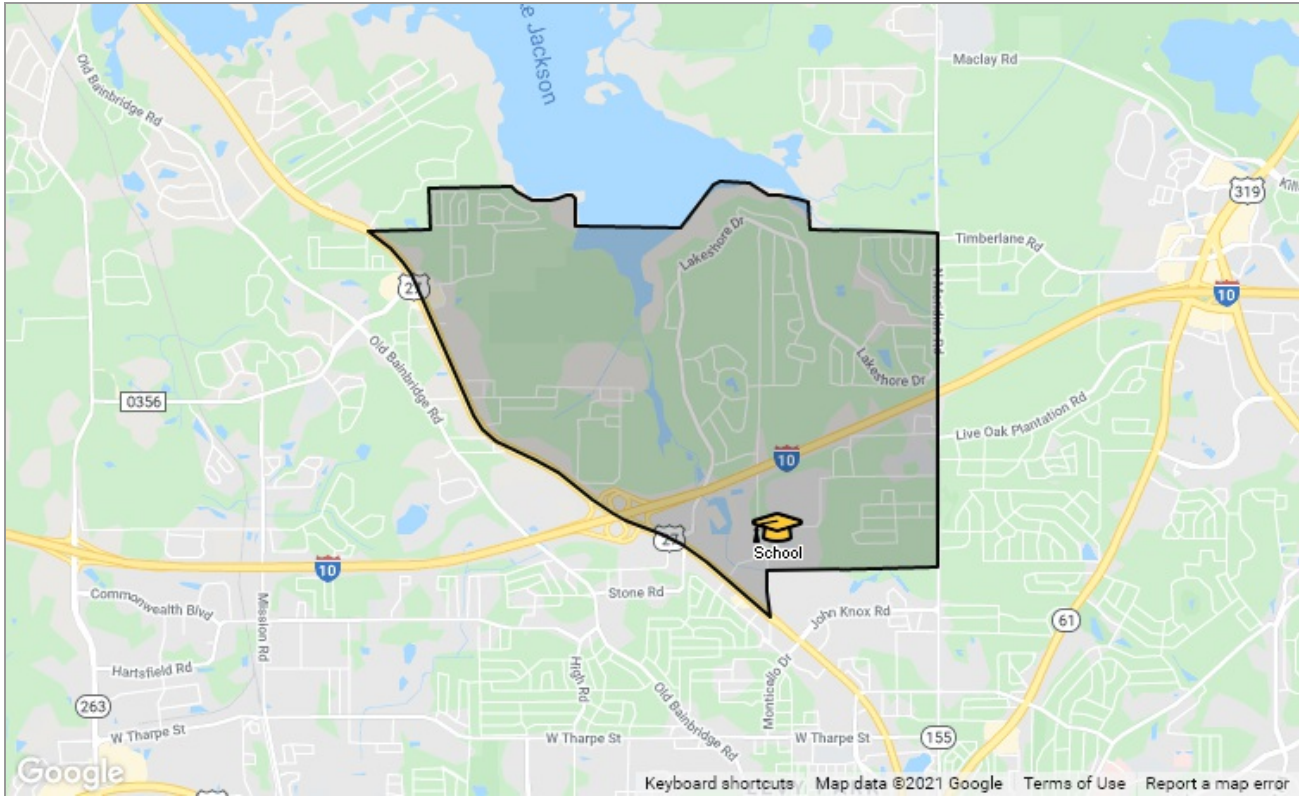 ke Jackson
Maclay Rd
Old Bainbridge Rd
319
Killi
Lakeshore Dr
Timberlane Rd
27
10
N Meridian Rd
10
Old Bainbridge Rd
Lakeshore Dr
0356
Live Oak Plantation Rd
10
27
School
10
Commonwealth Blvd
Mission Rd
Stone Rd
John Knox Rd
61
Hartsfield Rd
High Rd
Monticello Dr
263
Old Bainbridge Rd
W Tharpe St
W Tharpe St
W Tharpe St
155
Google
Keyboard shortcuts Map data ©2021 Google Terms of Use Report a map error